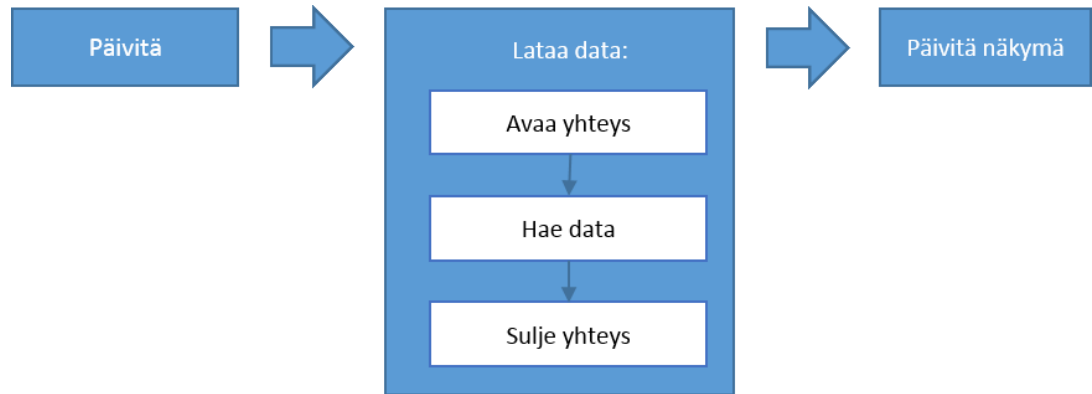 Päivitä
Lataa data:
Avaa yhteys
Hae data
Sulje yhteys
Päivitä näkymä